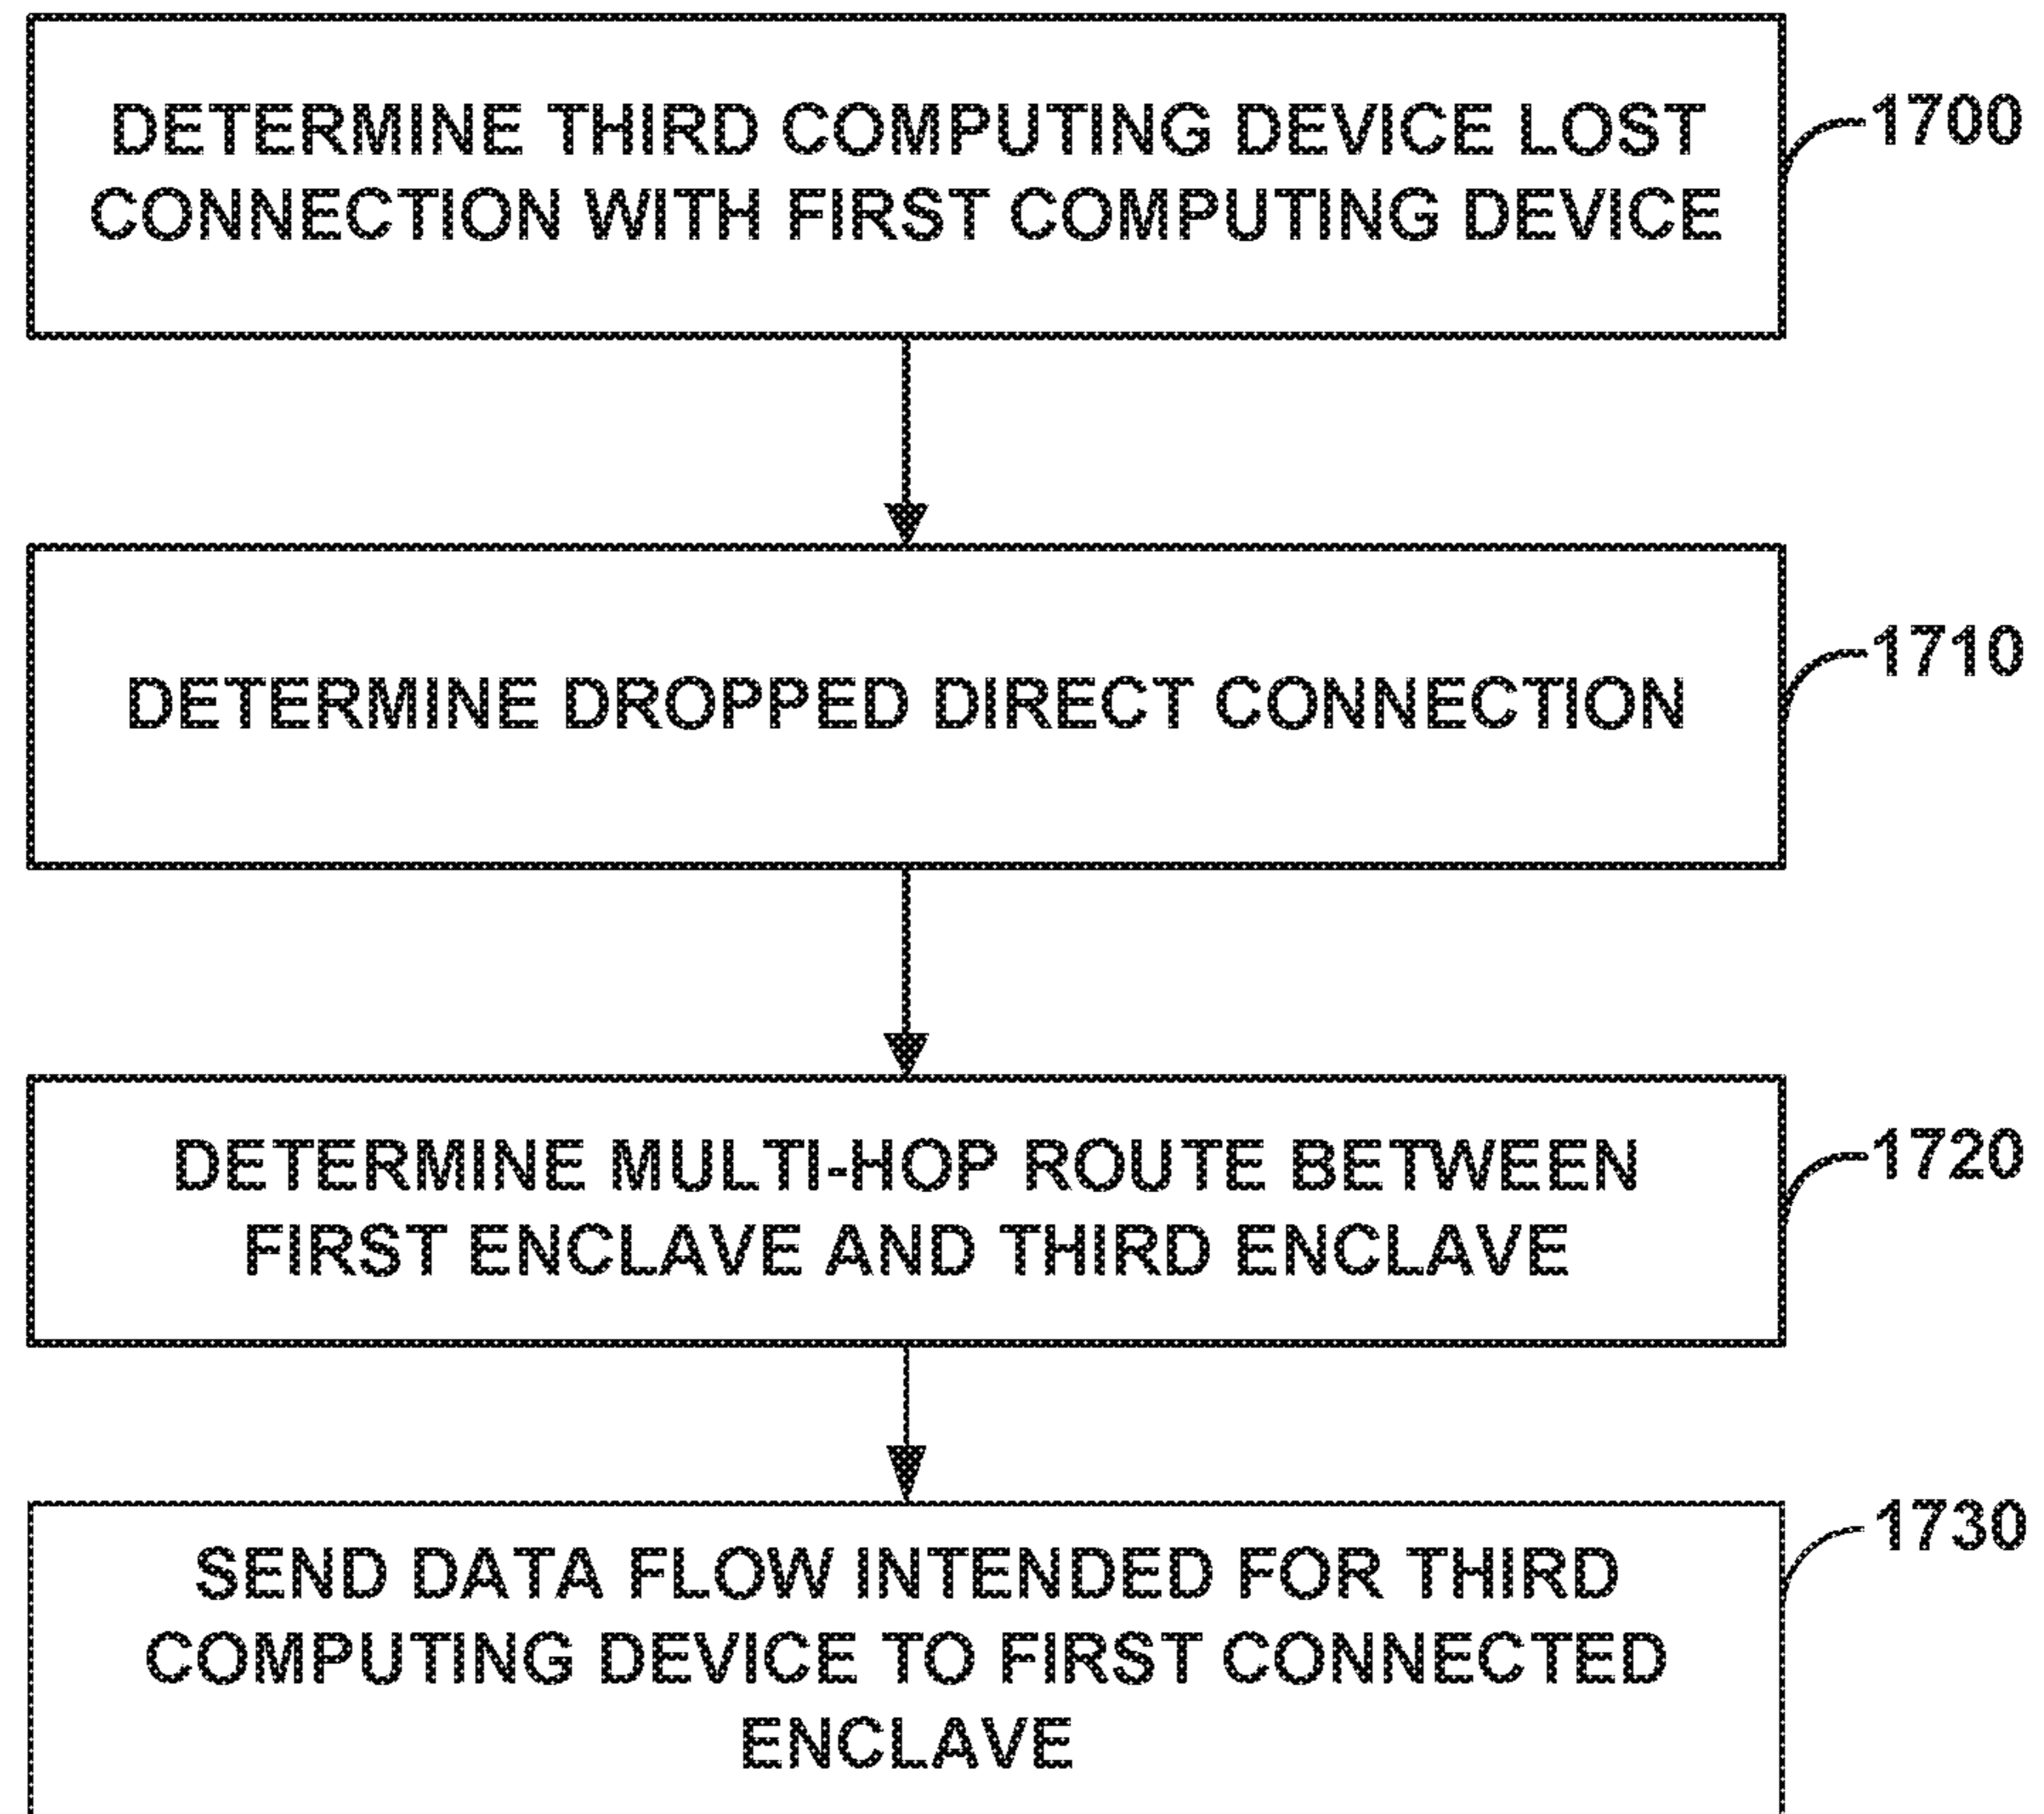 DETERMINE THIRD COMPUTING DEVICE LOST
CONNECTION WITH FIRST COMPUTING DEVICE
1700
DETERMINE DROPPED DIRECT CONNECTION
1710
DETERMINE MULTI-HOP ROUTE BETWEEN
FIRST ENCLAVE AND THIRD ENCLAVE
1720
SEND DATA FLOW INTENDED FOR THIRD
COMPUTING DEVICE TO FIRST CONNECTED
ENCLAVE
1730